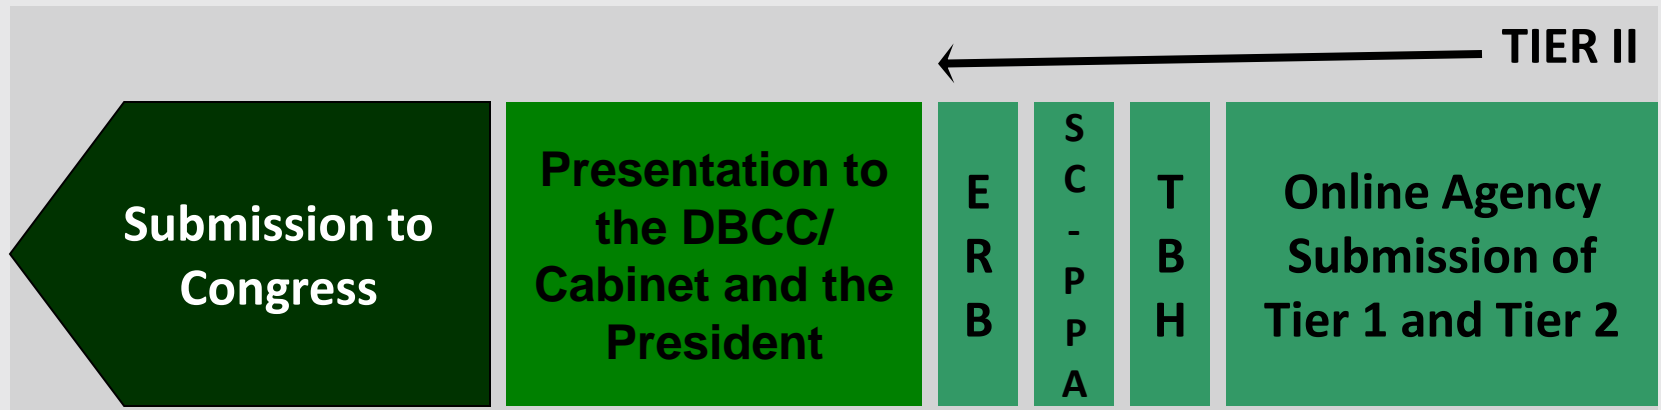 TIER II
Submission to
Congress
Presentation to
the DBCC/
Cabinet and the
President
E
R
B
S
C
-
P
P
A
T
B
H
Online Agency
Submission of
Tier 1 and Tier 2